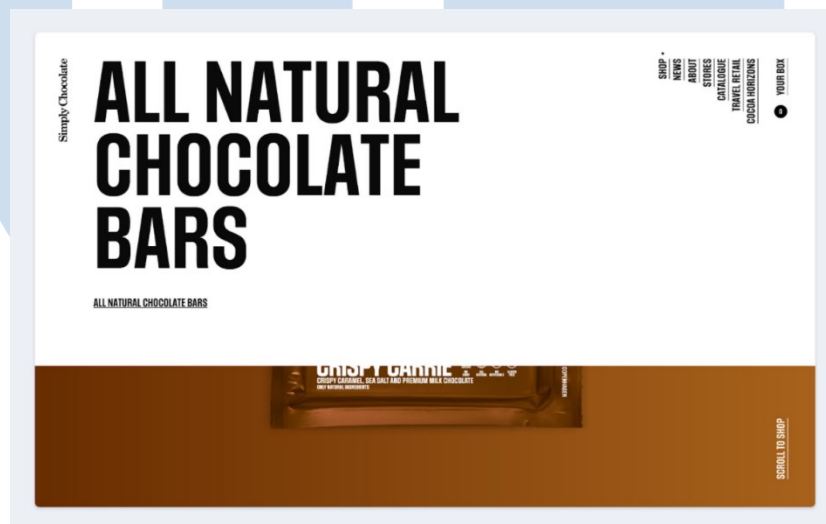 Simply Chocolate
ALL NATURAL
CHOCOLATE
BARS
ALL NATURAL CHOCOLATE BARS
SHOP +
NEWS
ABOUT
STORES
CATALOGUE
TRAVEL RETAIL
COCOA HORIZONS
YOUR BOX
0
CRISPY CARRIE
CRISPY CARAMEL, SEA SALT AND PREMIUM MILK CHOCOLATE
ONLY NATURAL INGREDIENTS
COPENHAGEN
SCROLL TO SHOP